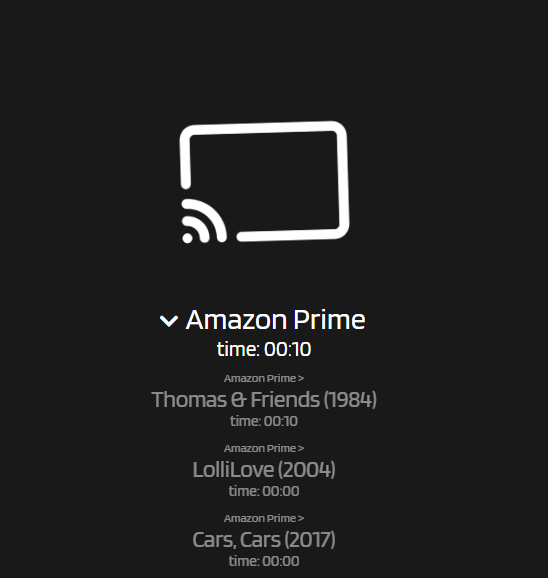 Amazon Prime
time: 00:10
Amazon Prime >
Thomas & Friends (1984)
time: 00:10
Amazon Prime >
LolliLove (2004)
time: 00:00
Amazon Prime >
Cars, Cars (2017)
time: 00:00